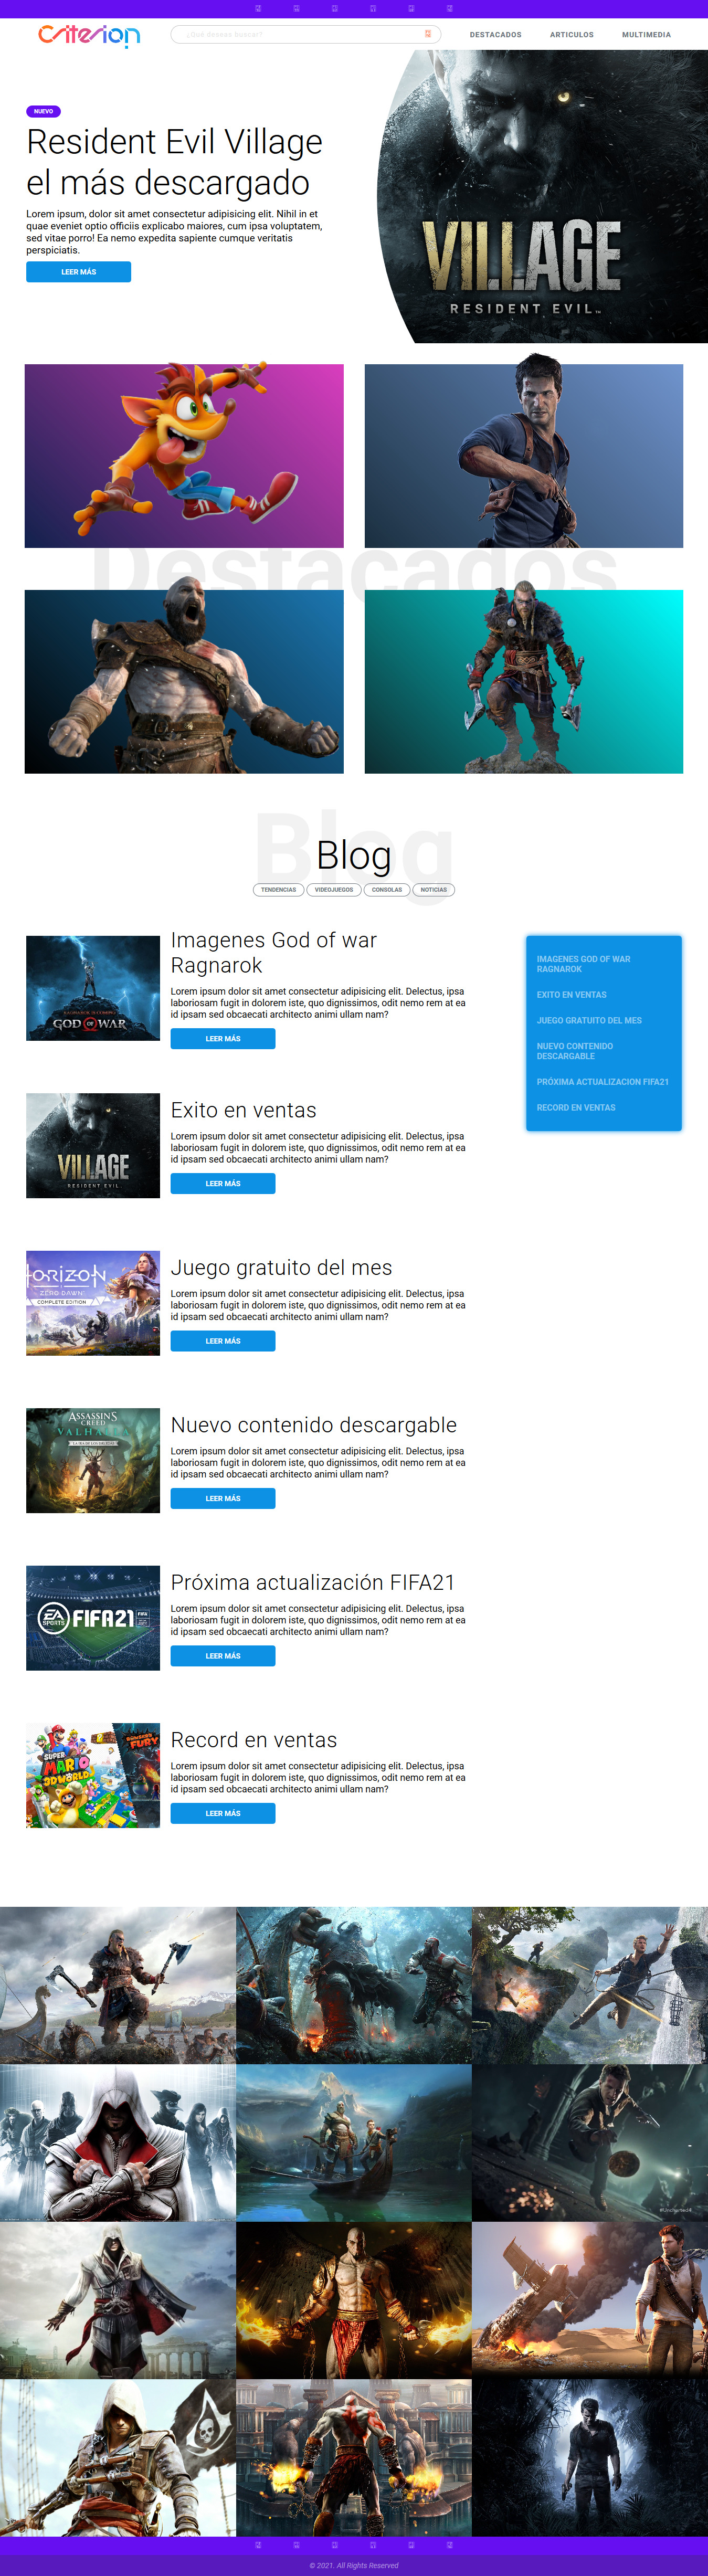 Criterion
¿Qué deseas buscar?
DESTACADOS ARTICULOS MULTIMEDIA
NUEVO
Resident Evil Village
el más descargado
Lorem ipsum, dolor sit amet consectetur adipisicing elit. Nihil in et
quae eveniet optio officiis explicabo maiores, cum ipsa voluptatem,
sed vitae porro! Ea nemo expedita sapiente cumque veritatis
perspiciatis.
LEER MÁS
VILLAGE
RESIDENT EVIL™
Destacados
Blog
Blog
TENDENCIAS VIDEOJUEGOS CONSOLAS NOTICIAS
GOD OF WAR
Imagenes God of war
Ragnarok
Lorem ipsum dolor sit amet consectetur adipisicing elit. Delectus, ipsa
laboriosam fugit in dolorem iste, quo dignissimos, odit nemo rem at ea
id ipsam sed obcaecati architecto animi ullam nam?
LEER MÁS
IMAGENES GOD OF WAR
RAGNAROK
EXITO EN VENTAS
JUEGO GRATUITO DEL MES
NUEVO CONTENIDO
DESCARGABLE
PRÓXIMA ACTUALIZACION FIFA21
RECORD EN VENTAS
VILLAGE
RESIDENT EVIL
Exito en ventas
Lorem ipsum dolor sit amet consectetur adipisicing elit. Delectus, ipsa
laboriosam fugit in dolorem iste, quo dignissimos, odit nemo rem at ea
id ipsam sed obcaecati architecto animi ullam nam?
LEER MÁS
HORIZON
ZERO DAWN
COMPLETE EDITION
Juego gratuito del mes
Lorem ipsum dolor sit amet consectetur adipisicing elit. Delectus, ipsa
laboriosam fugit in dolorem iste, quo dignissimos, odit nemo rem at ea
id ipsam sed obcaecati architecto animi ullam nam?
LEER MÁS
ASSASSIN'S
CREED
VALHALLA
Nuevo contenido descargable
Lorem ipsum dolor sit amet consectetur adipisicing elit. Delectus, ipsa
laboriosam fugit in dolorem iste, quo dignissimos, odit nemo rem at ea
id ipsam sed obcaecati architecto animi ullam nam?
LEER MÁS
EA SPORTS FIFA21
Próxima actualización FIFA21
Lorem ipsum dolor sit amet consectetur adipisicing elit. Delectus, ipsa
laboriosam fugit in dolorem iste, quo dignissimos, odit nemo rem at ea
id ipsam sed obcaecati architecto animi ullam nam?
LEER MÁS
SUPER
MARIO
3D WORLD
BOWSER'S
FURY
Record en ventas
Lorem ipsum dolor sit amet consectetur adipisicing elit. Delectus, ipsa
laboriosam fugit in dolorem iste, quo dignissimos, odit nemo rem at ea
id ipsam sed obcaecati architecto animi ullam nam?
LEER MÁS
#Uncharted4
© 2021. All Rights Reserved